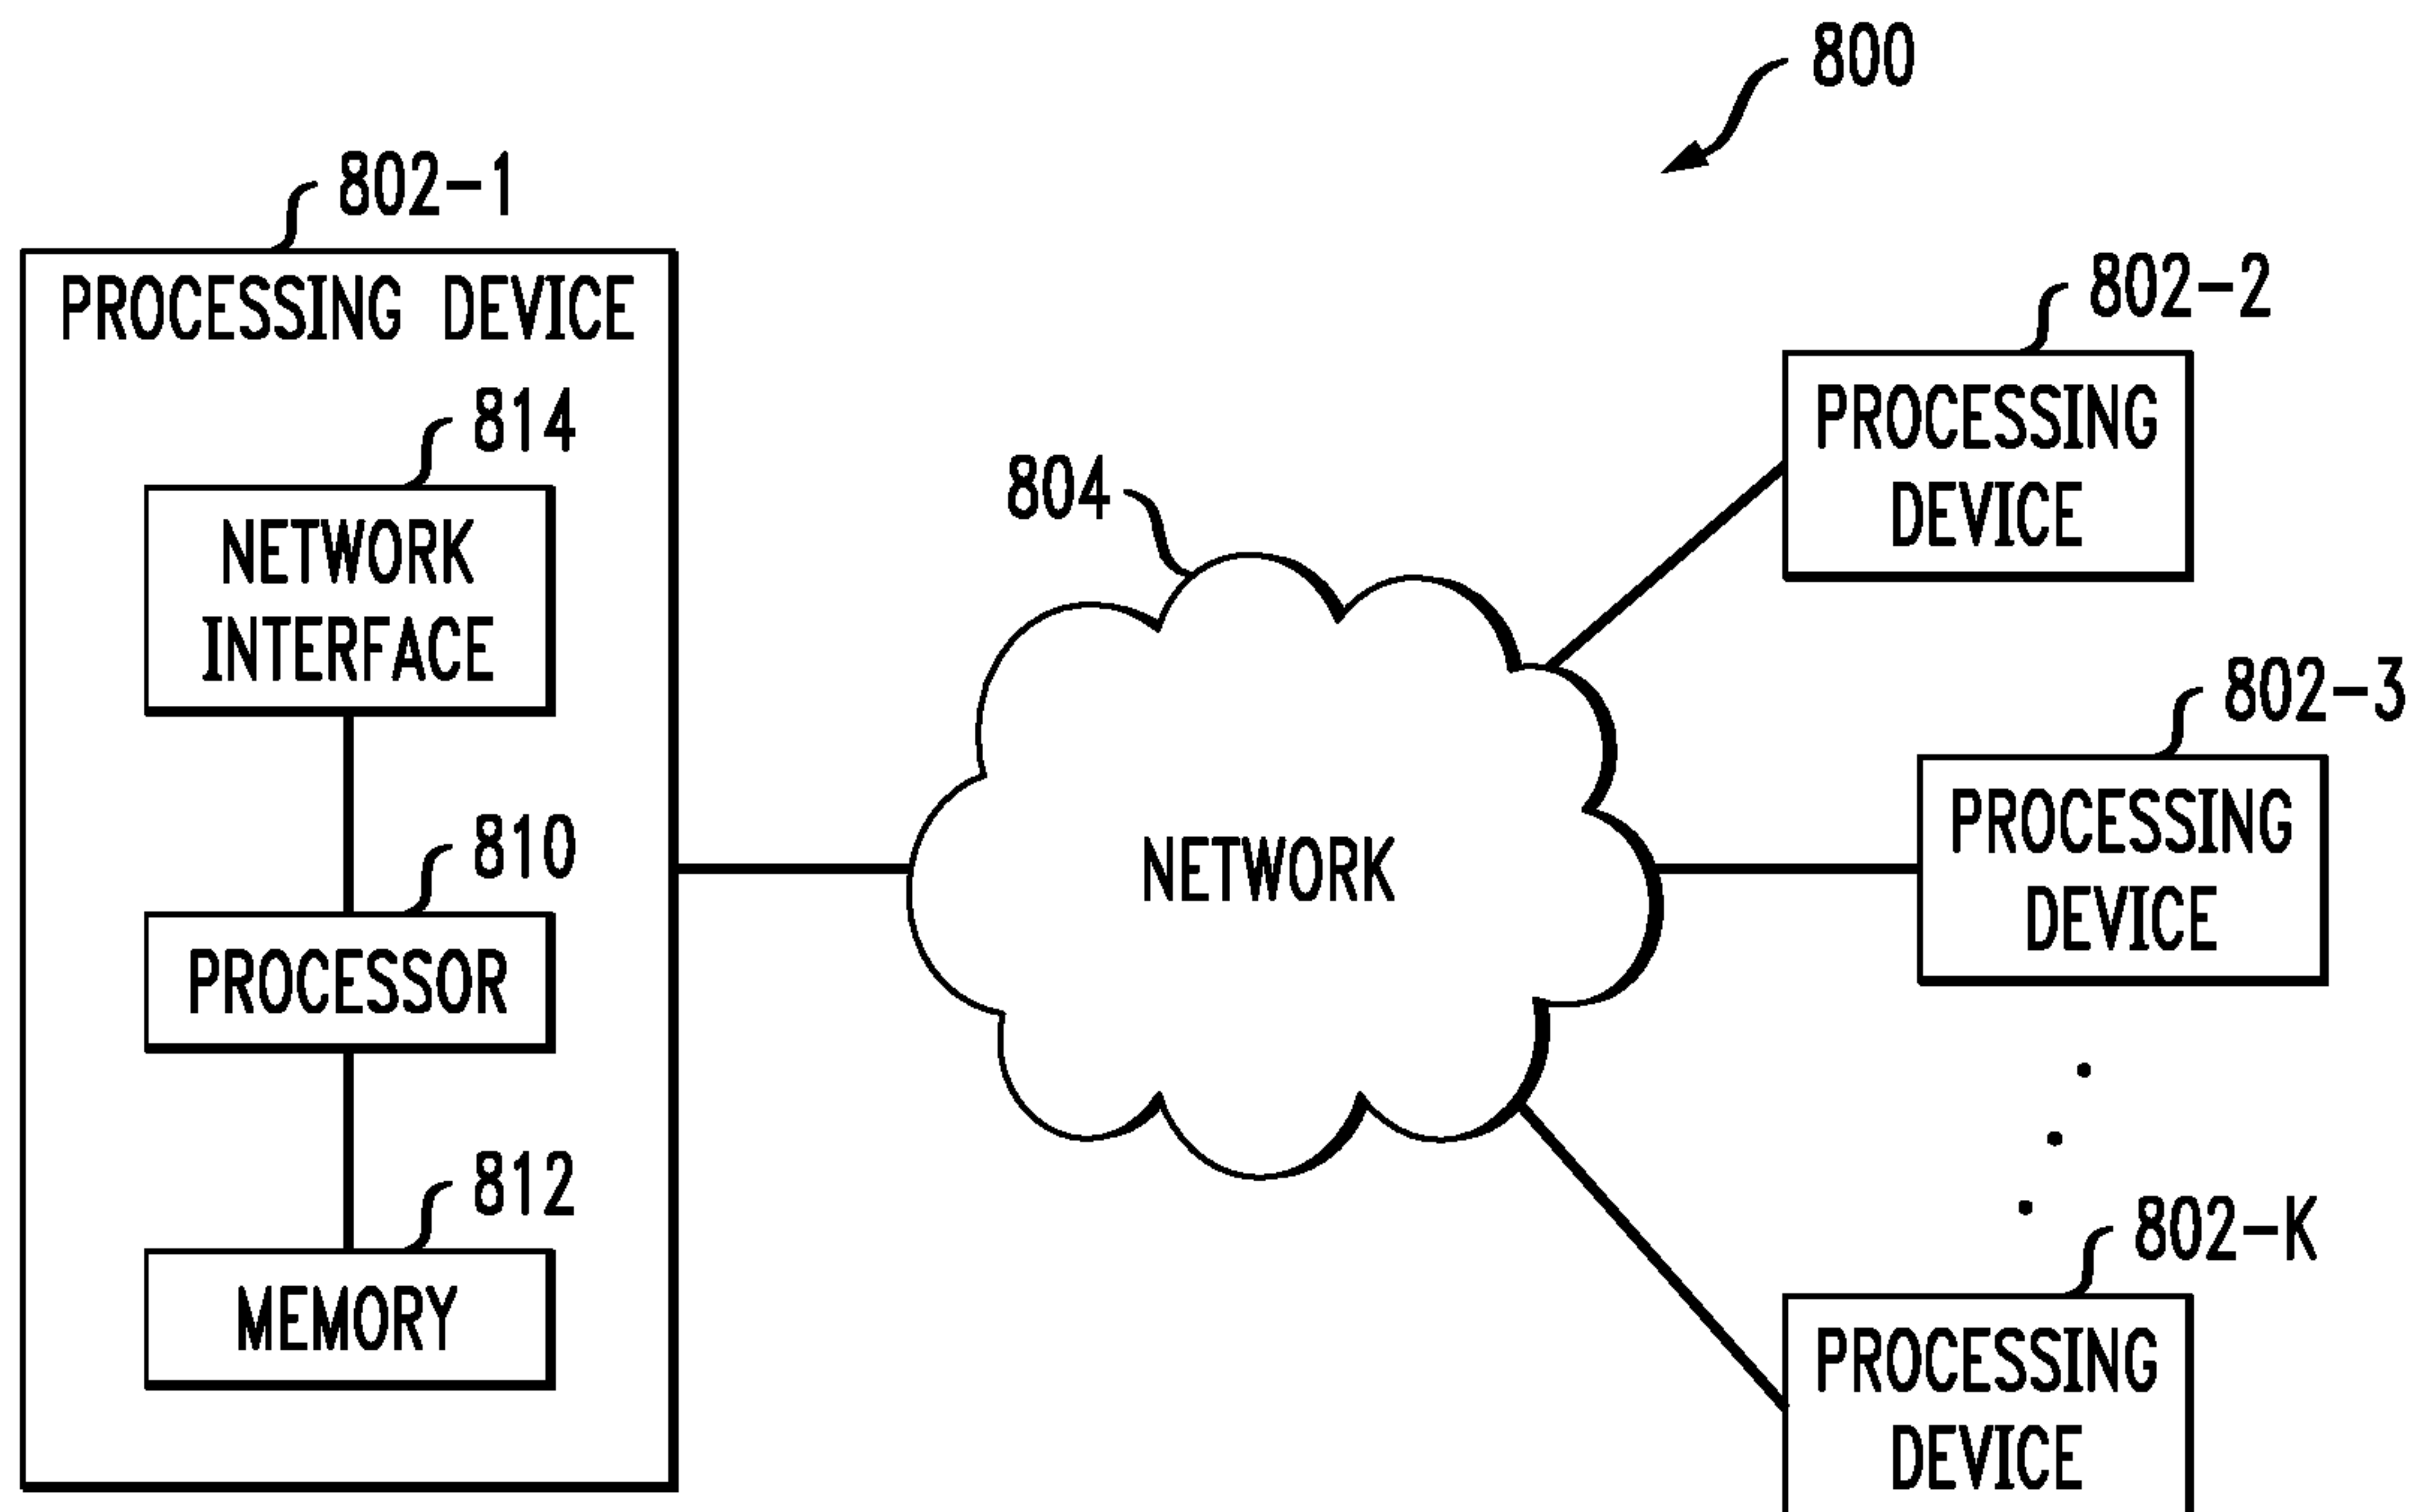 800
802-1
PROCESSING DEVICE
814
NETWORK
INTERFACE
810
PROCESSOR
812
MEMORY
804
NETWORK
802-2
PROCESSING
DEVICE
802-3
PROCESSING
DEVICE
802-K
PROCESSING
DEVICE